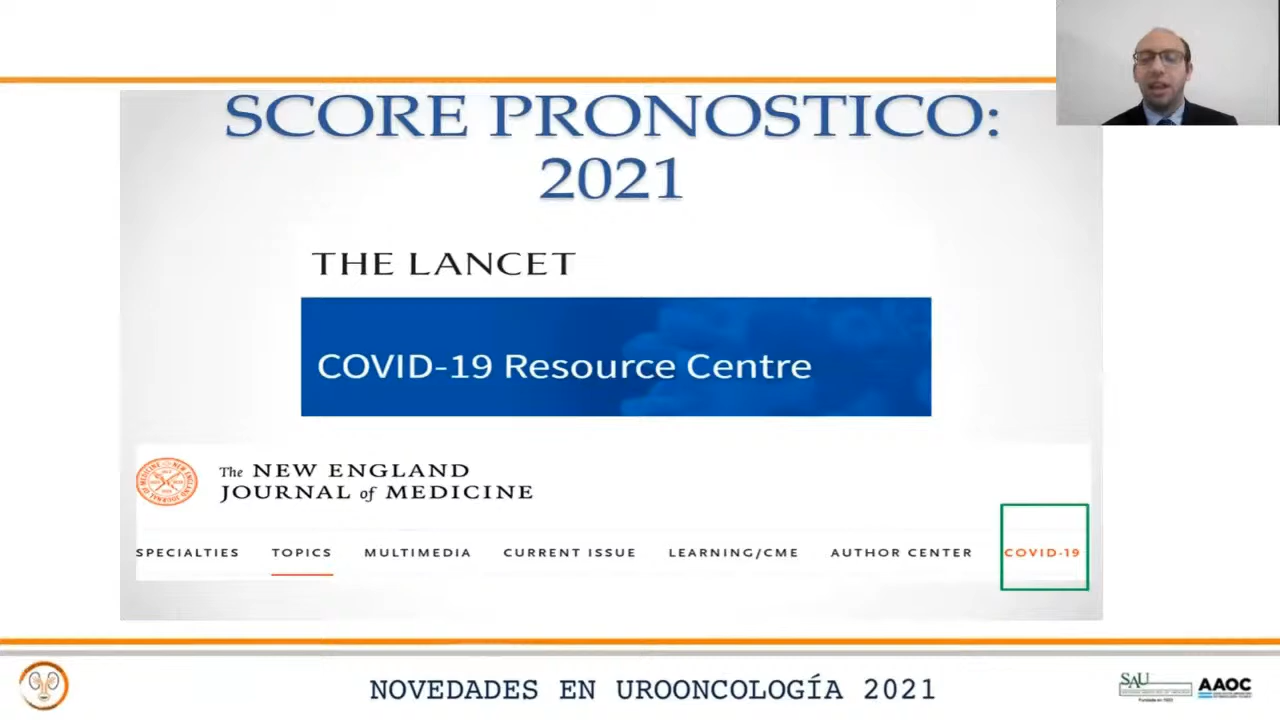 SCORE PRONOSTICO:
2021
THE LANCET
COVID-19 Resource Centre
The NEW ENGLAND
JOURNAL of MEDICINE
SPECIALTIES TOPICS MULTIMEDIA CURRENT ISSUE LEARNING/CME AUTHOR CENTER COVID-19
NOVEDADES EN UROONCOLOGÍA 2021
SAU
AAOC